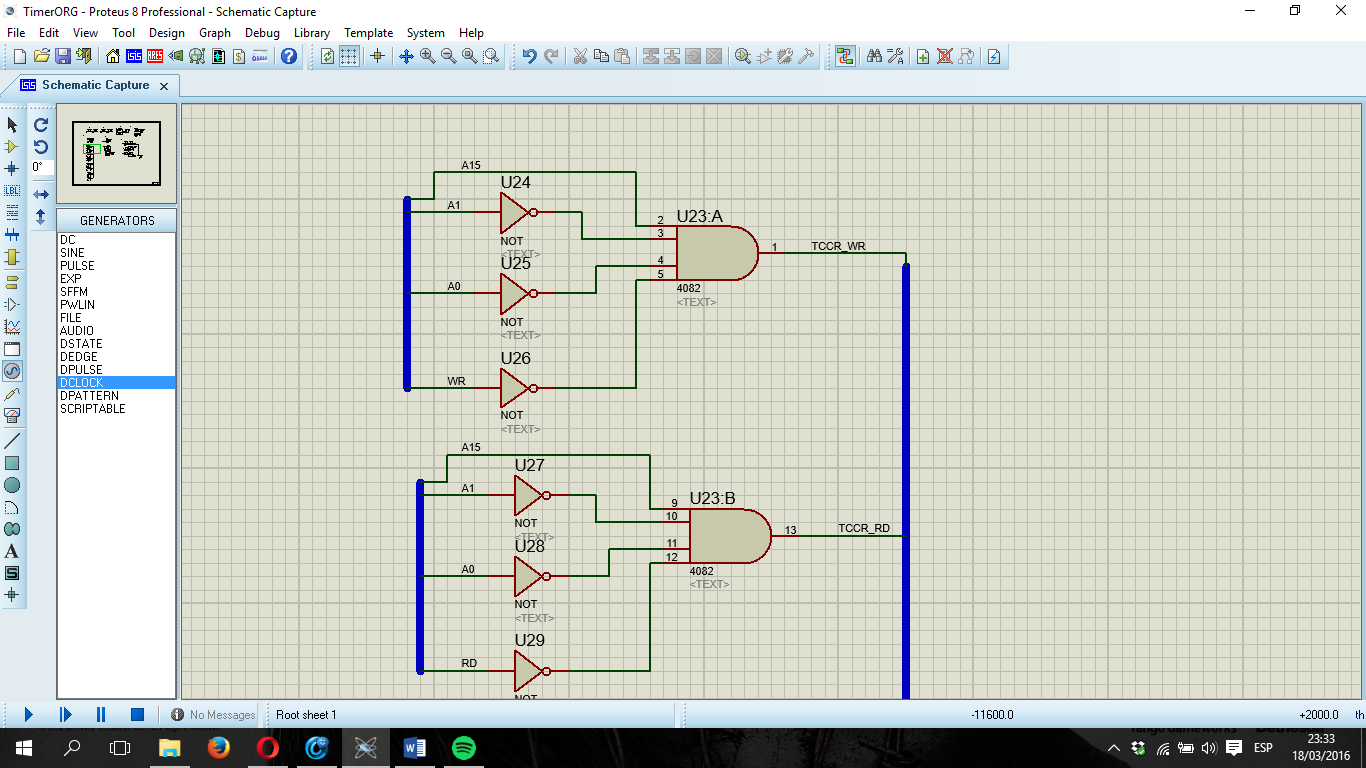 TimerORG - Proteus 8 Professional - Schematic Capture
File Edit View Tool Design Graph Debug Library Template System Help
Schematic Capture
0°
LBL
GENERATORS
DC
SINE
PULSE
EXP
SFFM
PWLIN
FILE
AUDIO
DSTATE
DEDGE
DPULSE
DCLOCK
DPATTERN
SCRIPTABLE
A15
U24
A1
NOT
<TEXT>
U25
A0
NOT
<TEXT>
U26
WR
NOT
<TEXT>
U23:A
2
3
4
5
1
TCCR_WR
4082
<TEXT>
A15
U27
A1
NOT
<TEXT>
U28
A0
NOT
<TEXT>
U29
RD
NOT
U23:B
9
10
11
12
13
TCCR_RD
4082
<TEXT>
No Messages
Root sheet 1
-11600.0
+2000.0
th
ESP
23:33
18/03/2016